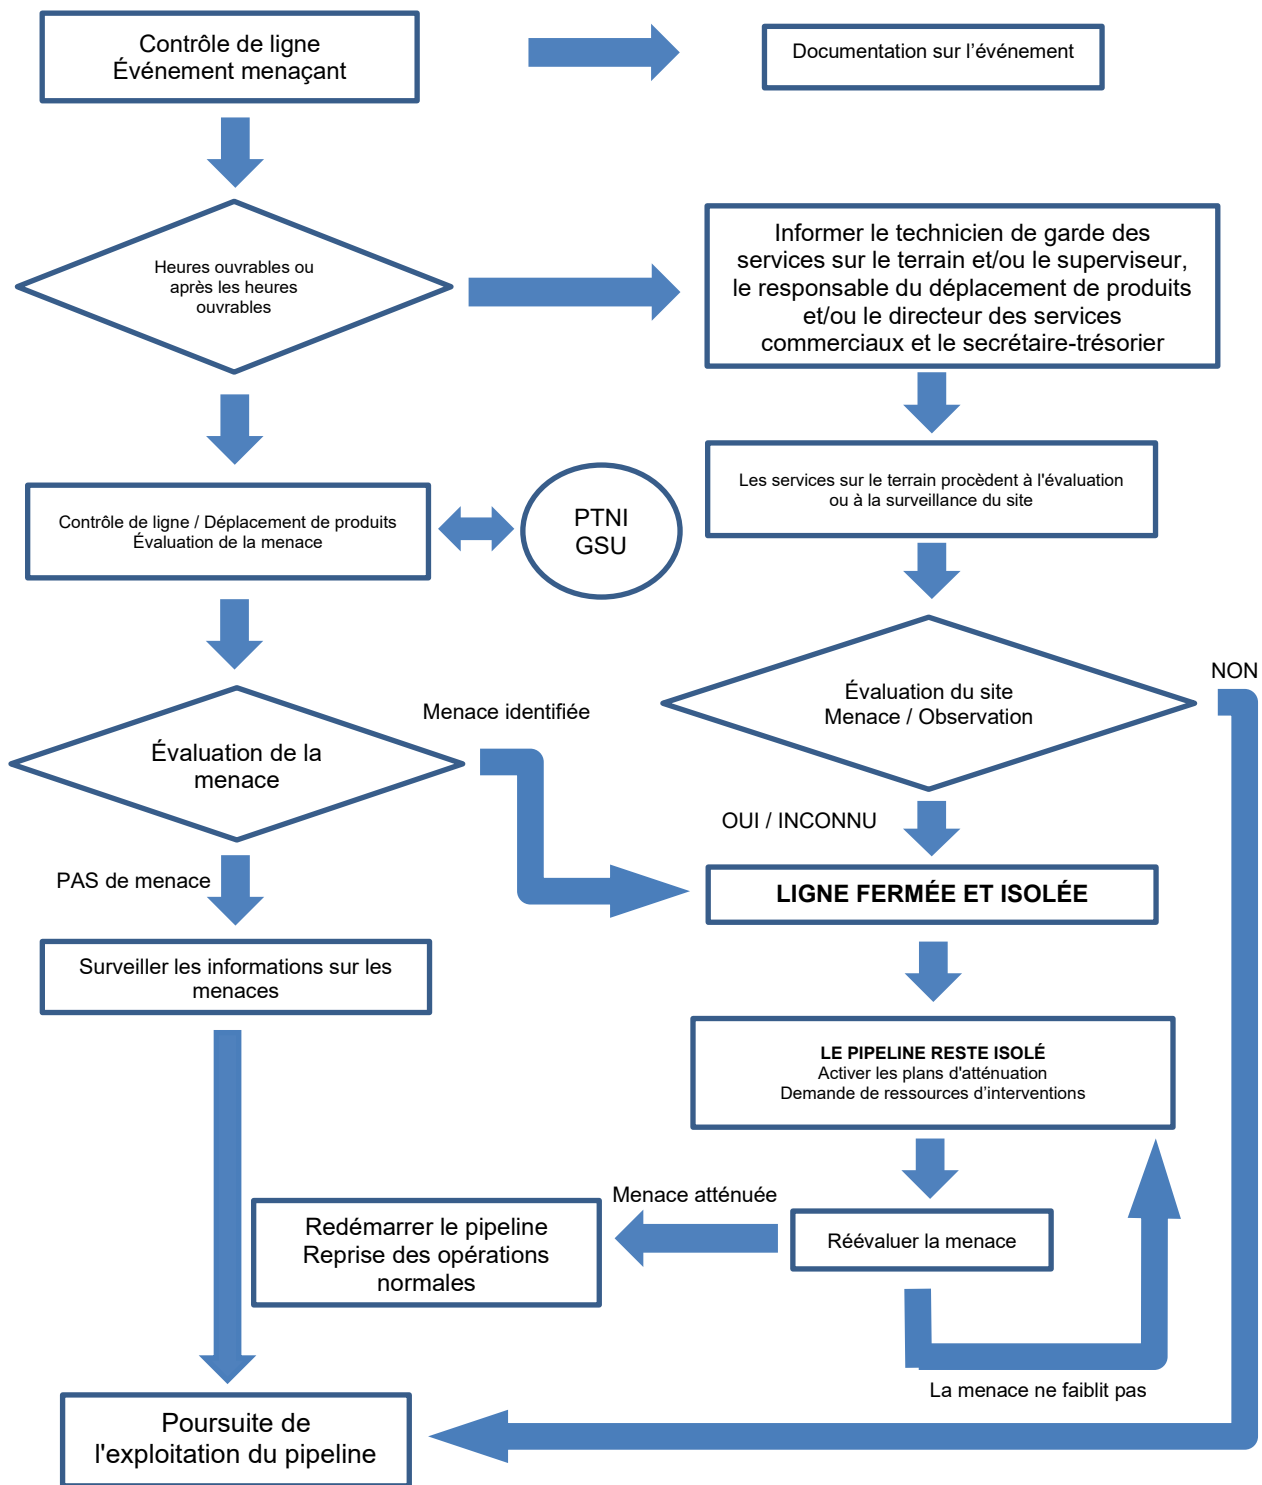 Contrôle de ligne
Événement menaçant
Documentation sur l’événement
Heures ouvrables ou
après les heures
ouvrables
Informer le technicien de garde des
services sur le terrain et/ou le superviseur,
le responsable du déplacement de produits
et/ou le directeur des services
commerciaux et le secrétaire-trésorier
Contrôle de ligne / Déplacement de produits
Évaluation de la menace
PTNI
GSU
Les services sur le terrain procèdent à l'évaluation
ou à la surveillance du site
Évaluation du site
Menace / Observation
NON
Menace identifiée
Évaluation de la
menace
OUI / INCONNU
PAS de menace
LIGNE FERMÉE ET ISOLÉE
Surveiller les informations sur les
menaces
LE PIPELINE RESTE ISOLÉ
Activer les plans d'atténuation
Demande de ressources d’interventions
Menace atténuée
Redémarrer le pipeline
Reprise des opérations
normales
Réévaluer la menace
La menace ne faiblit pas
Poursuite de
l'exploitation du pipeline